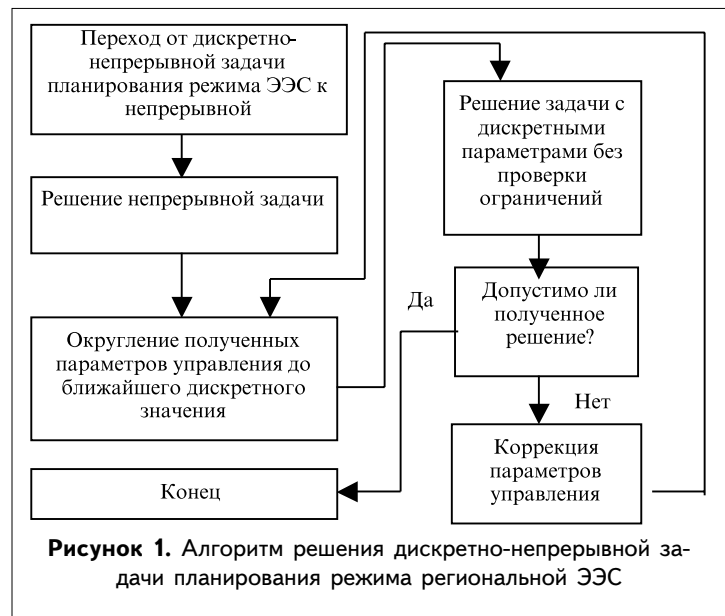 Переход от дискретно-
непрерывной задачи
планирования режима ЭЭС к
непрерывной
Решение непрерывной задачи
Округление полученных
параметров управления до
ближайшего дискретного
значения
Конец
Решение задачи с
дискретными
параметрами без
проверки
ограничений
Допустимо ли
полученное
решение?
Да
Нет
Коррекция
параметров
управления
Рисунок 1. Алгоритм решения дискретно-непрерывной за-
дачи планирования режима региональной ЭЭС